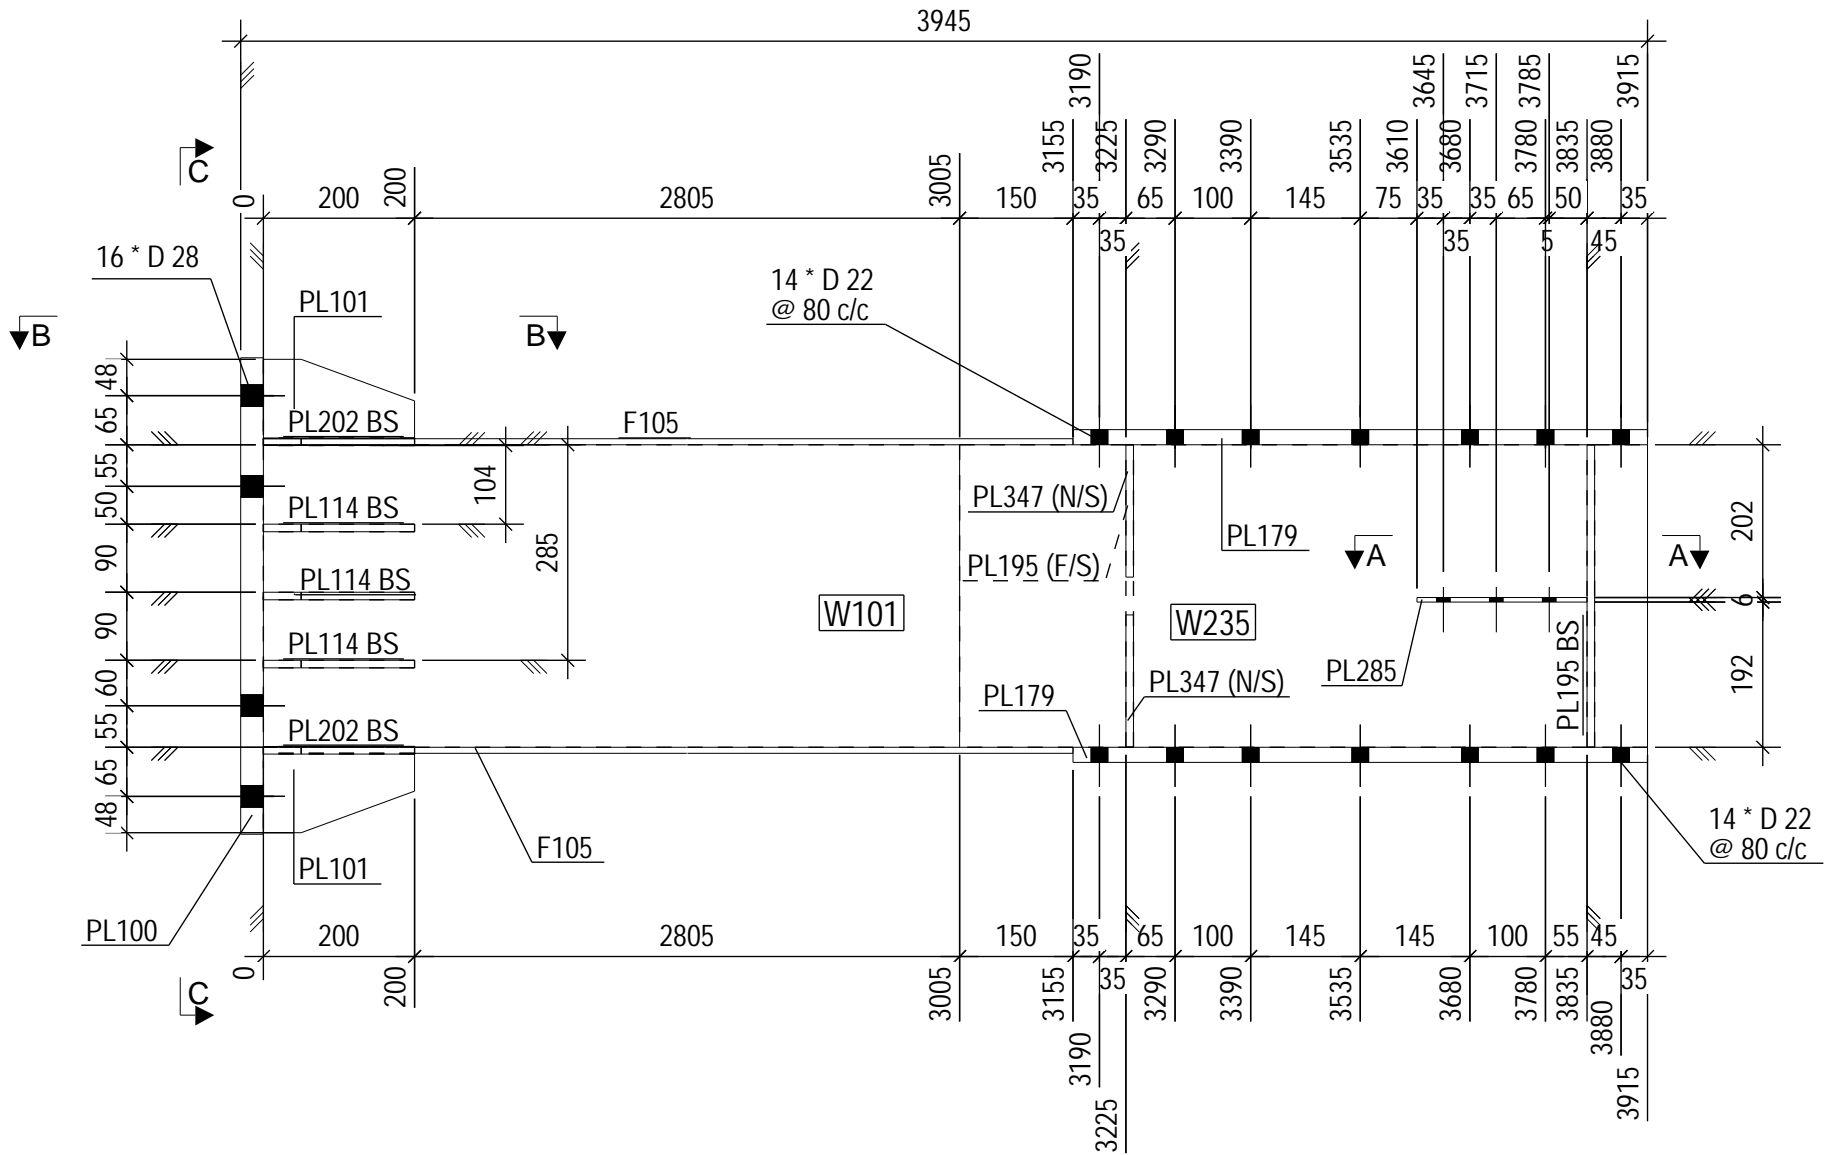 3945
3190
3645
3715
3785
3915
3155
3225
3290
3390
3535
3610
3680
3780
3835
3880
C
0
200
200
2805
3005
150
35
65
100
145
75
35
35
65
50
35
35
35
5
45
16 * D 28
PL101
14 * D 22
@ 80 c/c
B
B
48
65
55
50
90
90
60
55
65
48
PL202 BS
F105
104
285
PL114 BS
PL114 BS
PL114 BS
PL202 BS
PL347 (N/S)
PL179
PL195 (F/S)
A
A
202
6
192
W101
W235
PL347 (N/S)
PL285
PL195 BS
PL179
F105
PL101
PL100
14 * D 22
@ 80 c/c
200
2805
150
35
65
100
145
145
100
55
45
35
35
C
0
200
3005
3155
3190
3225
3290
3390
3535
3680
3780
3835
3880
3915